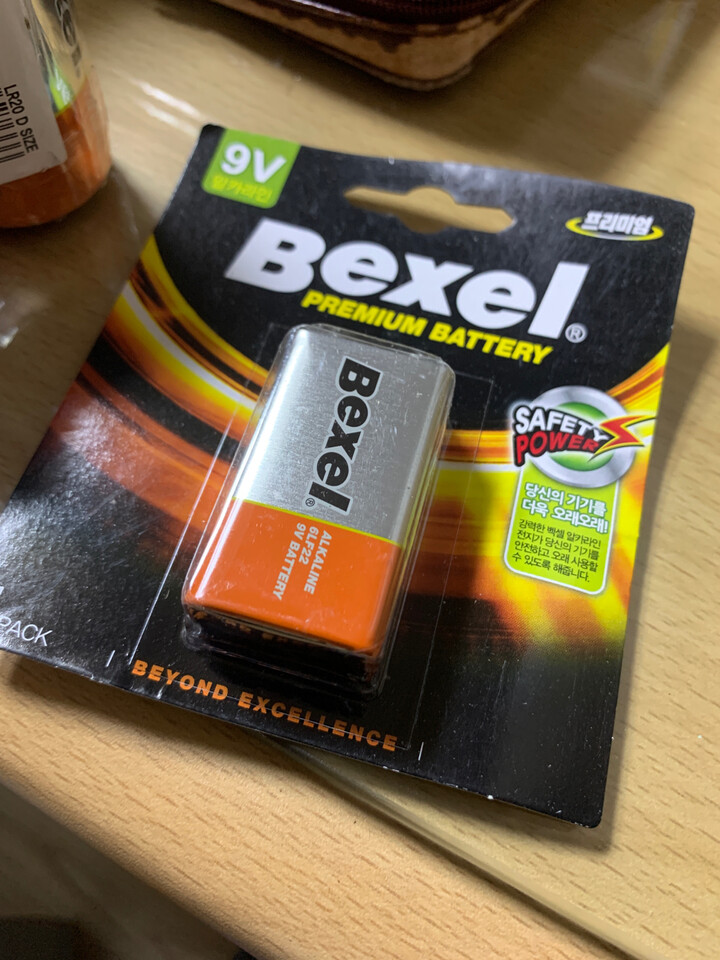 LR20 D SIZE
9V
알카라인
프리미엄
Bexel®
PREMIUM BATTERY
Bexel®
ALKALINE
6LF22
9V BATTERY
SAFETY
POWER
당신의 기기를
더욱 오래오래!
강력한 벡셀 알카라인
전지가 당신의 기기를
안전하고 오래 사용할
수 있도록 해줍니다.
PACK
BEYOND EXCELLENCE